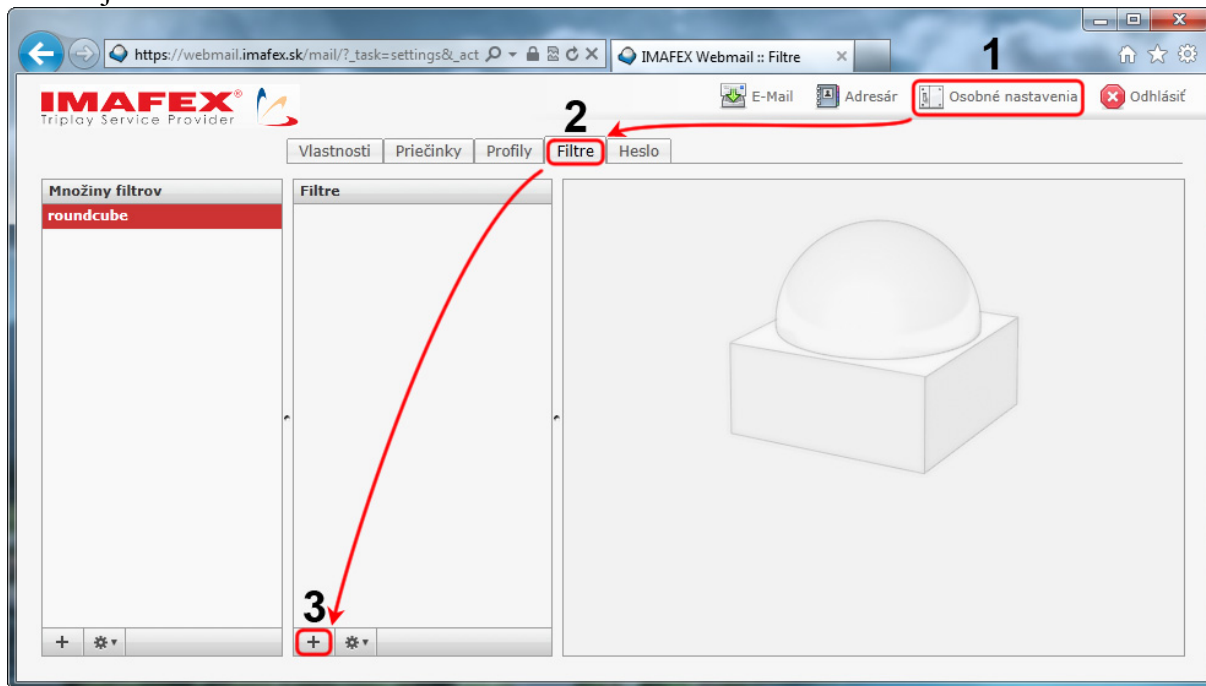 https://webmail.imafex.sk/mail/?_task=settings&_act
IMAFEX Webmail :: Filtre
1
IMAFEX®
Triplay Service Provider
E-Mail
Adresár
Osobné nastavenia
Odhlásiť
2
Vlastnosti
Priečinky
Profily
Filtre
Heslo
Množiny filtrov
Filtre
roundcube
3